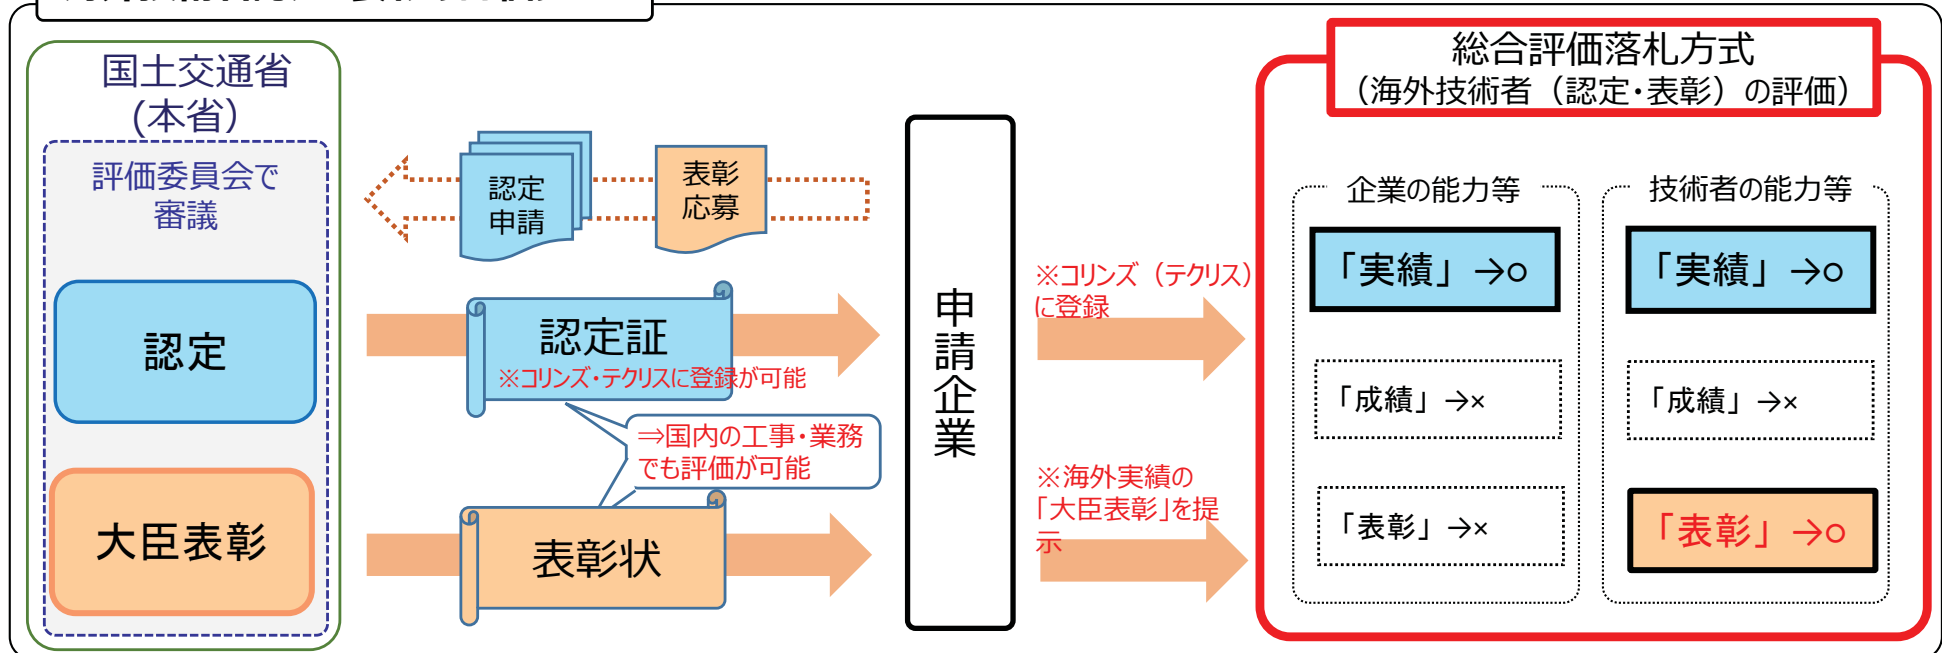 国土交通省
(本省)
評価委員会で
審議
認定
大臣表彰
認定
申請
表彰
応募
認定証
※コリンズ・テクリスに登録が可能
⇒国内の工事・業務
でも評価が可能
表彰状
申請企業
※コリンズ（テクリス）
に登録
※海外実績の
「大臣表彰」を提
示
総合評価落札方式
（海外技術者（認定・表彰）の評価）
企業の能力等
「実績」→○
「成績」→×
「表彰」→×
技術者の能力等
「実績」→○
「成績」→×
「表彰」→○